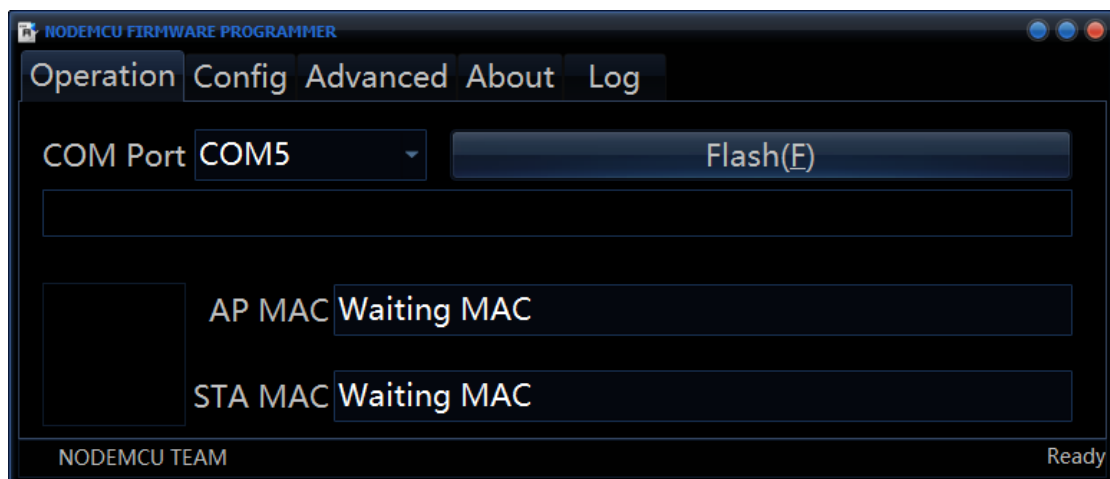 NODEMCU FIRMWARE PROGRAMMER
Operation Config Advanced About Log
COM Port COM5 Flash(F)
AP MAC Waiting MAC
STA MAC Waiting MAC
NODEMCU TEAM Ready